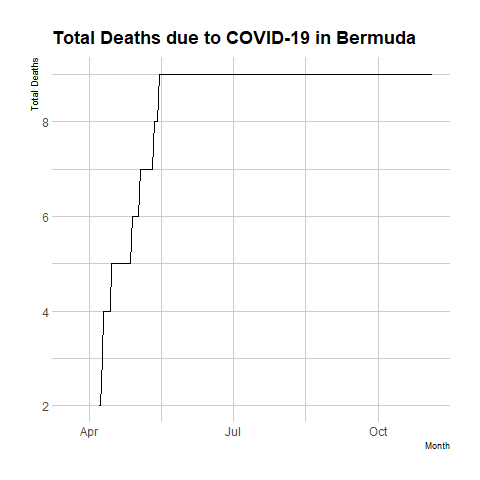 Total Deaths due to COVID-19 in Bermuda
Total Deaths
8
6
4
2
Apr
Jul
Oct
Month